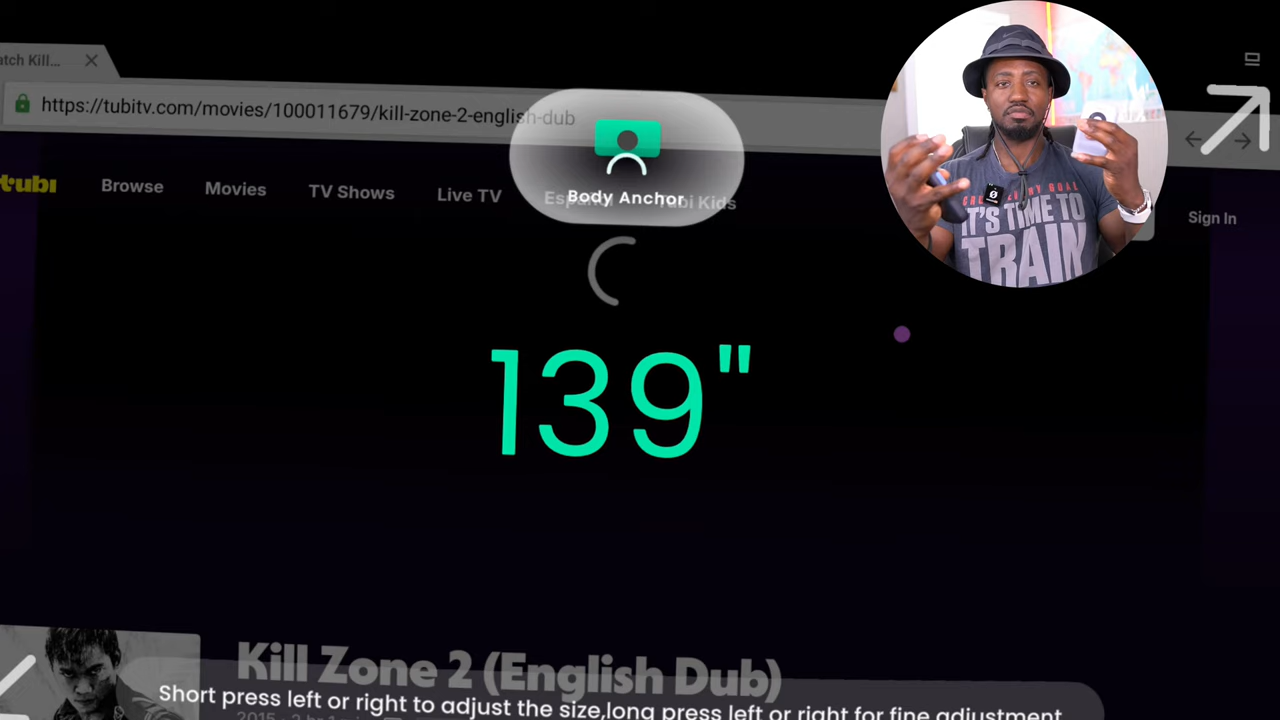 atch Kill...
https://tubitv.com/movies/100011679/kill-zone-2-english-dub
tubi
Browse
Movies
TV Shows
Live TV
Body Anchor
Kids
Sign In
IT'S TIME TO
TRAIN
139"
Kill Zone 2 (English Dub)
Short press left or right to adjust the size,long press left or right for fine adjustment